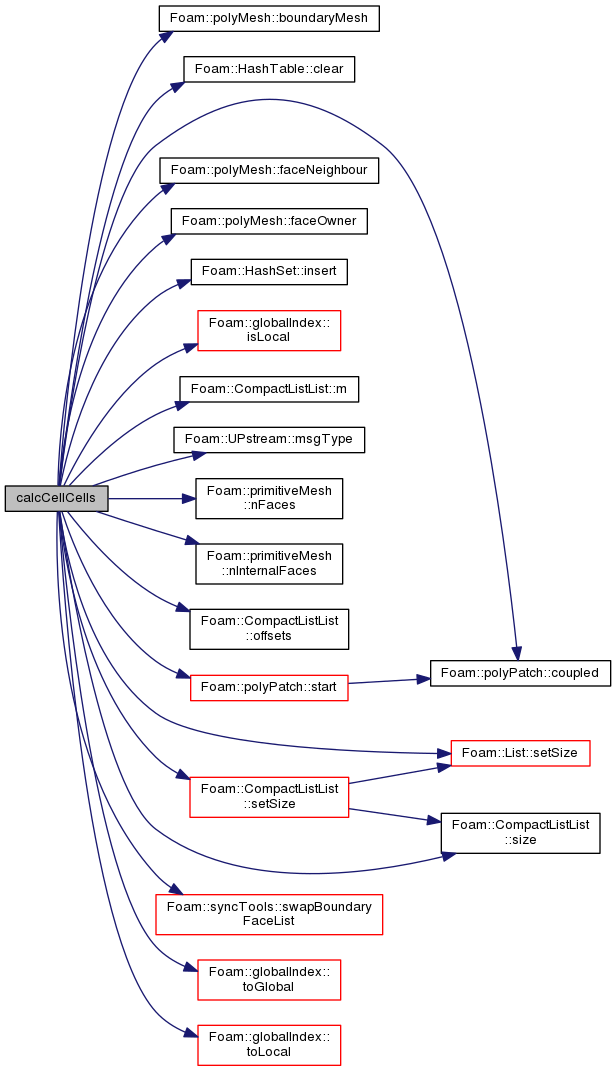 Foam::polyMesh::boundaryMesh
Foam::HashTable::clear
Foam::polyMesh::faceNeighbour
Foam::polyMesh::faceOwner
Foam::HashSet::insert
Foam::globalIndex::
isLocal
Foam::CompactListList::m
Foam::UPstream::msgType
calcCellCells
Foam::primitiveMesh
::nFaces
Foam::primitiveMesh
::nInternalFaces
Foam::CompactListList
::offsets
Foam::polyPatch::coupled
Foam::polyPatch::start
Foam::List::setSize
Foam::CompactListList
::setSize
Foam::CompactListList
::size
Foam::syncTools::swapBoundary
FaceList
Foam::globalIndex::
toGlobal
Foam::globalIndex::
toLocal